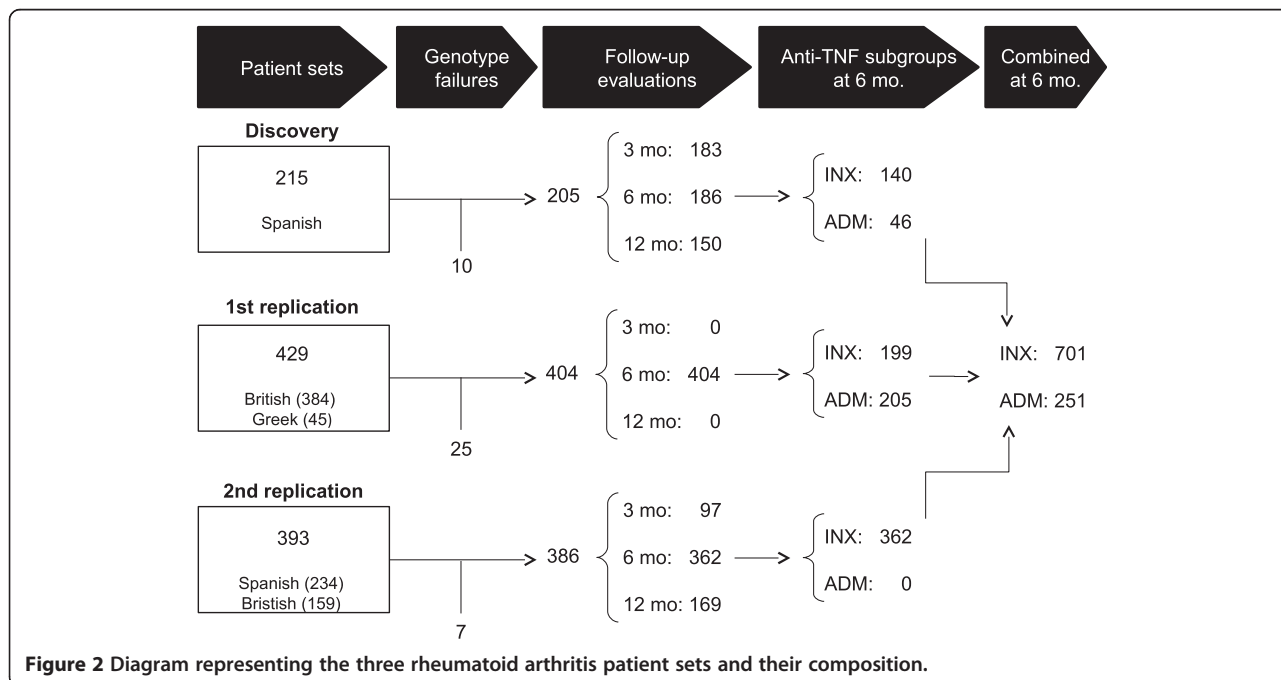 Patient sets
Genotype
failures
Follow-up
evaluations
Anti-TNF subgroups
at 6 mo.
Combined
at 6 mo.
Discovery
215
Spanish
10
205
3 mo: 183
6 mo: 186
12 mo: 150
INX: 140
ADM: 46
1st replication
429
British (384)
Greek (45)
25
404
3 mo: 0
6 mo: 404
12 mo: 0
INX: 199
ADM: 205
INX: 701
ADM: 251
2nd replication
393
Spanish (234)
Bristish (159)
7
386
3 mo: 97
6 mo: 362
12 mo: 169
INX: 362
ADM: 0
Figure 2 Diagram representing the three rheumatoid arthritis patient sets and their composition.